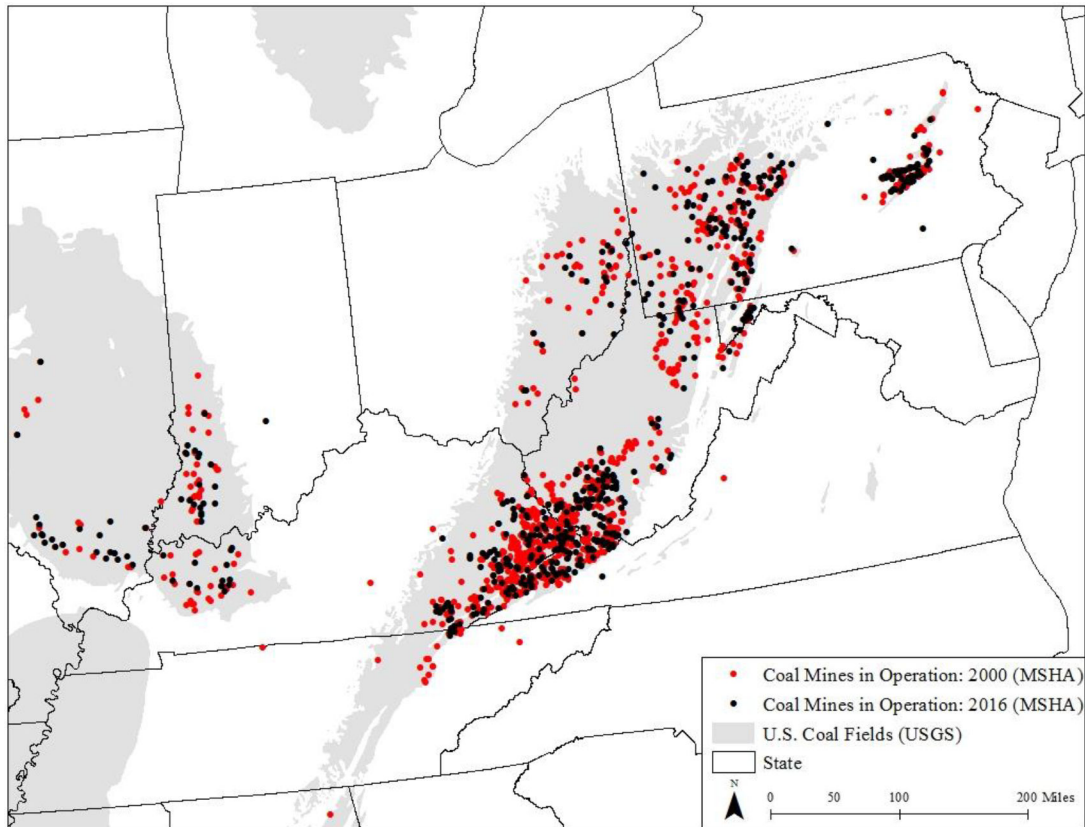 Coal Mines in Operation: 2000 (MSHA)
Coal Mines in Operation: 2016 (MSHA)
U.S. Coal Fields (USGS)
State
N
0 50 100 200 Miles